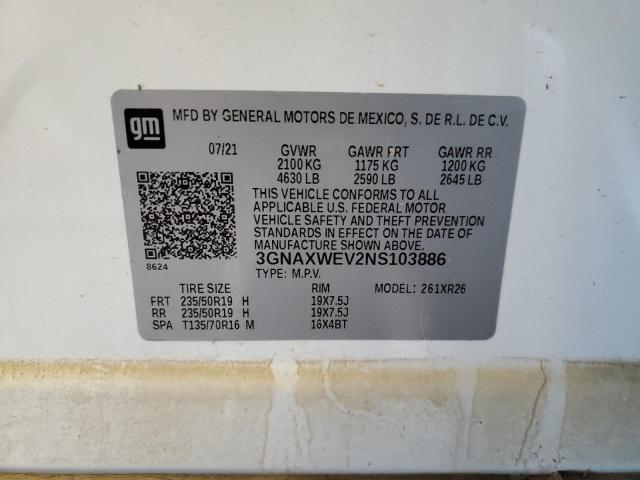 gm MFD BY GENERAL MOTORS DE MEXICO, S. DE R.L. DE C.V.
07/21 GVWR GAWR FRT GAWR RR
2100 KG 1175 KG 1200 KG
4630 LB 2590 LB 2645 LB
THIS VEHICLE CONFORMS TO ALL
APPLICABLE U.S. FEDERAL MOTOR
VEHICLE SAFETY AND THEFT PREVENTION
STANDARDS IN EFFECT ON THE DATE OF
MANUFACTURE SHOWN ABOVE.
3GNAXWEV2NS103886
8624
TYPE: M.P.V.
TIRE SIZE RIM MODEL: 261XR26
FRT 235/50R19 H 19X7.5J
RR 235/50R19 H 19X7.5J
SPA T135/70R16 M 16X4BT